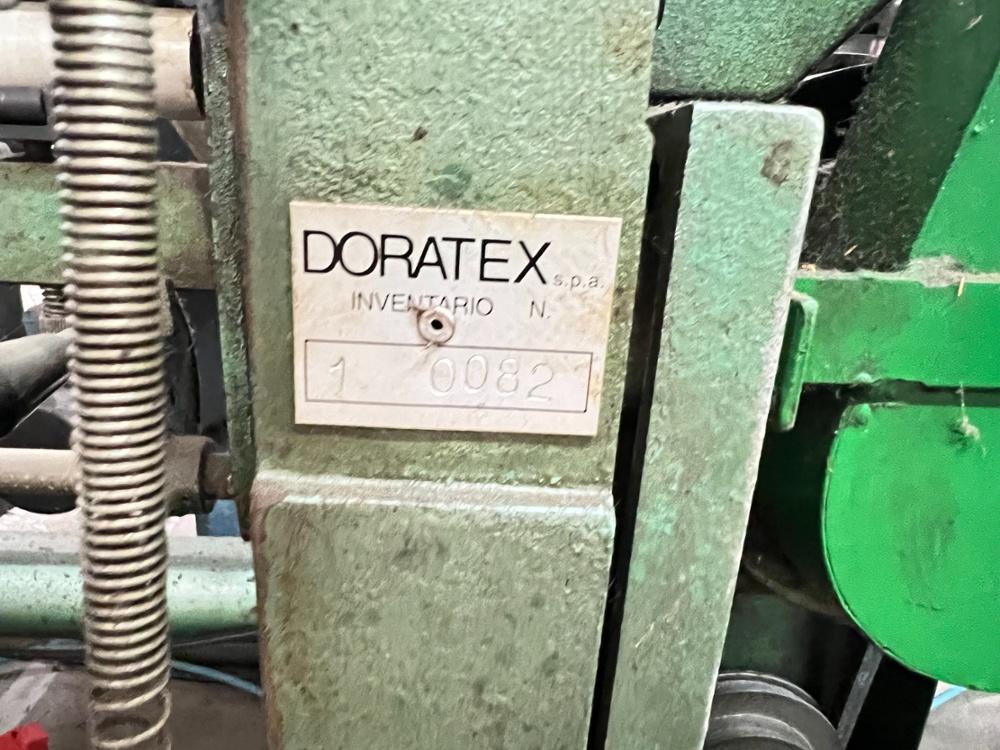 DORATEX s.p.a.
INVENTARIO N.
1 0082